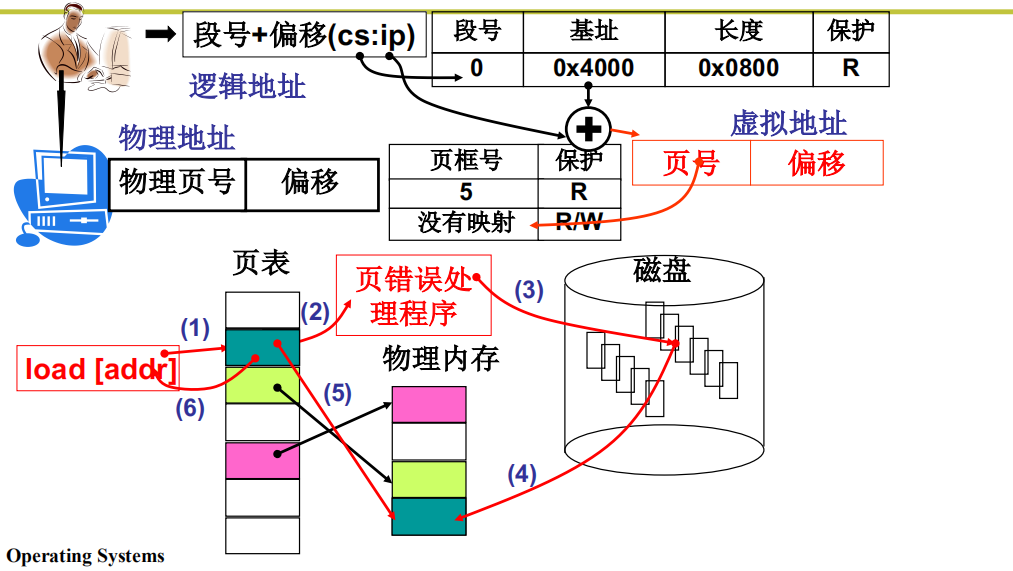 段号+偏移(cs:ip)
逻辑地址
段号 基址 长度 保护
0 0x4000 0x0800 R
虚拟地址
页号 偏移
物理地址
物理页号 偏移
页框号 保护
5 R
没有映射 R/W
页表
页错误处
理程序
磁盘
(1)
(2)
(3)
load [addr]
物理内存
(5)
(6)
(4)
Operating Systems